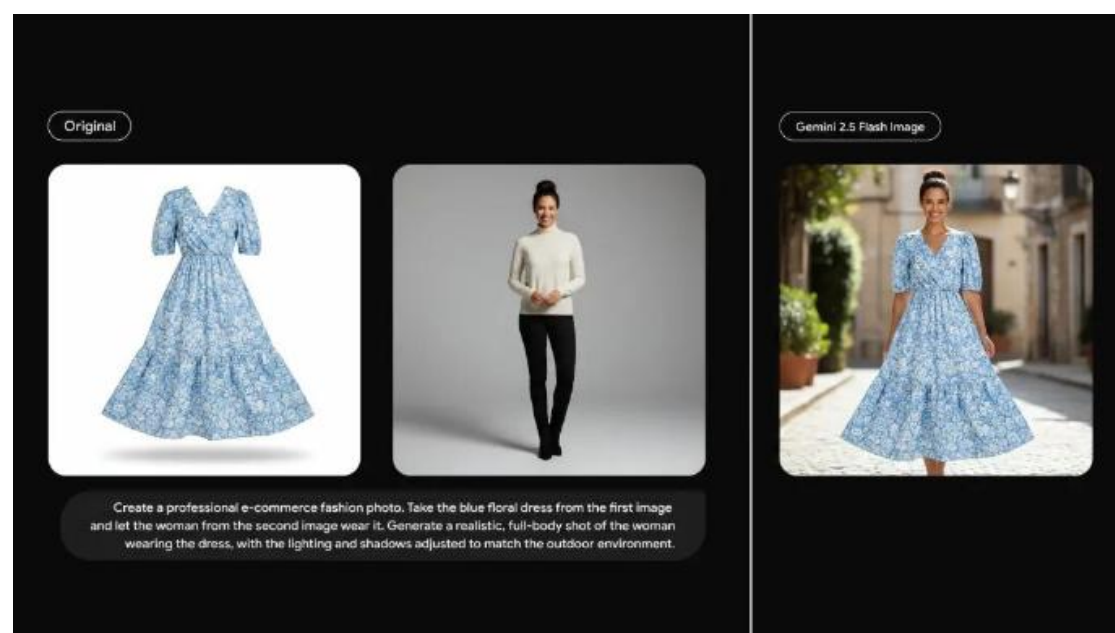 Original
Gemini 2.5 Flash Image
Create a professional e-commerce fashion photo. Take the blue floral dress from the first image
and let the woman from the second image wear it. Generate a realistic, full-body shot of the woman
wearing the dress, with the lighting and shadows adjusted to match the outdoor environment.